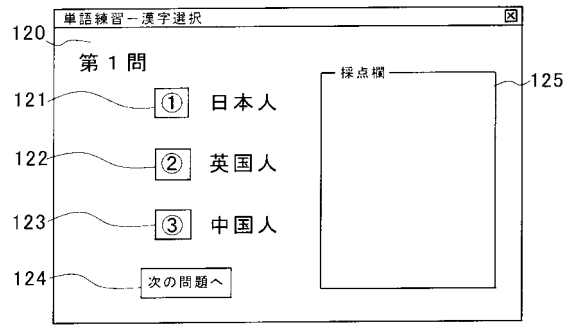 単語練習－漢字選択
120
第1問
採点欄
125
121
① 日本人
122
② 英国人
123
③ 中国人
124
次の問題へ